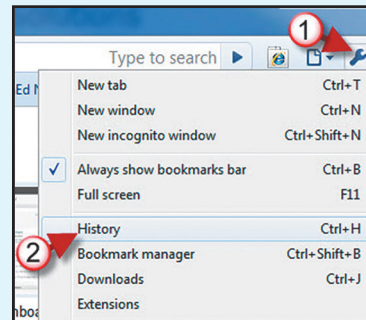 1
Type to search
Ed
New tab Ctrl+T
New window Ctrl+N
New incognito window Ctrl+Shift+N
Always show bookmarks bar Ctrl+B
Full screen F11
History Ctrl+H
2
Bookmark manager Ctrl+Shift+B
Downloads Ctrl+J
Extensions